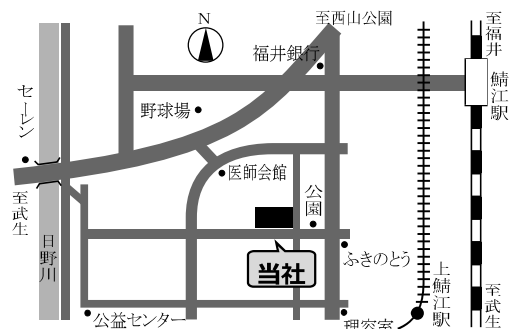 N
至西山公園
至福井
福井銀行
鯖江駅
セーレン
野球場
医師会館
至武生
公園
日野川
ふきのとう
当社
上鯖江駅
至武生
公益センター
理容室